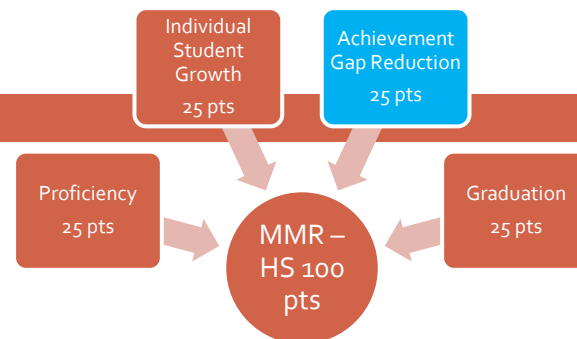 Individual
Student
Growth
25 pts
Achievement
Gap Reduction
25 pts
Proficiency
25 pts
Graduation
25 pts
MMR –
HS 100
pts